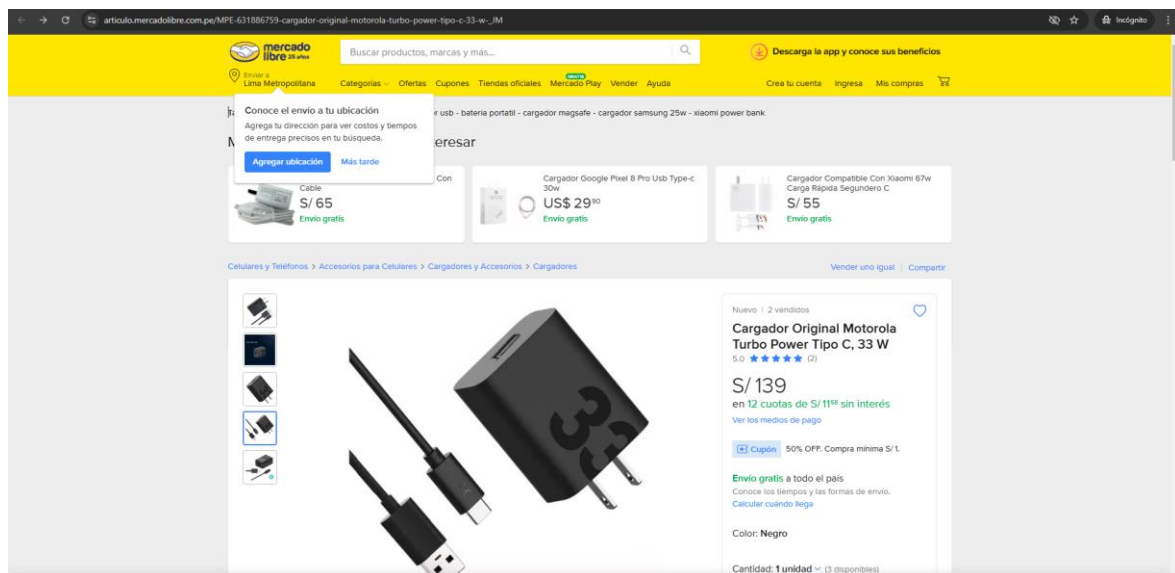 articulo.mercadolibre.com.pe/MPE-631886759-cargador-original-motorola-turbo-power-tipo-c-33-w-_JM
Incógnito
mercado
libre 25 años
Buscar productos, marcas y más...
Descarga la app y conoce sus beneficios
Enviar a
Lima Metropolitana
Categorías Ofertas Cupones Tiendas oficiales Mercado Play GRATIS Vender Ayuda
Crea tu cuenta Ingresa Mis compras
Conoce el envío a tu ubicación
Agrega tu dirección para ver costos y tiempos
de entrega precisos en tu búsqueda.
Agregar ubicación Más tarde
usb - bateria portatil - cargador magsafe - cargador samsung 25w - xiaomi power bank
eresar
Con
Cable
S/ 65
Envío gratis
Cargador Google Pixel 8 Pro Usb Type-c
30w
US$ 29⁹⁰
Envío gratis
Cargador Compatible Con Xiaomi 67w
Carga Rápida Segundero C
S/ 55
Envío gratis
Celulares y Teléfonos > Accesorios para Celulares > Cargadores y Accesorios > Cargadores
Vender uno igual | Compartir
33
Nuevo | 2 vendidos
Cargador Original Motorola
Turbo Power Tipo C, 33 W
5.0 ★★★★★ (2)
S/ 139
en 12 cuotas de S/ 11⁵⁸ sin interés
Ver los medios de pago
Cupón 50% OFF. Compra mínima S/ 1.
Envío gratis a todo el país
Conoce los tiempos y las formas de envío.
Calcular cuándo llega
Color: Negro
Cantidad: 1 unidad (3 disponibles)